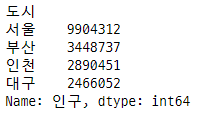 도시
서울    9904312
부산    3448737
인천    2890451
대구    2466052
Name: 인구, dtype: int64